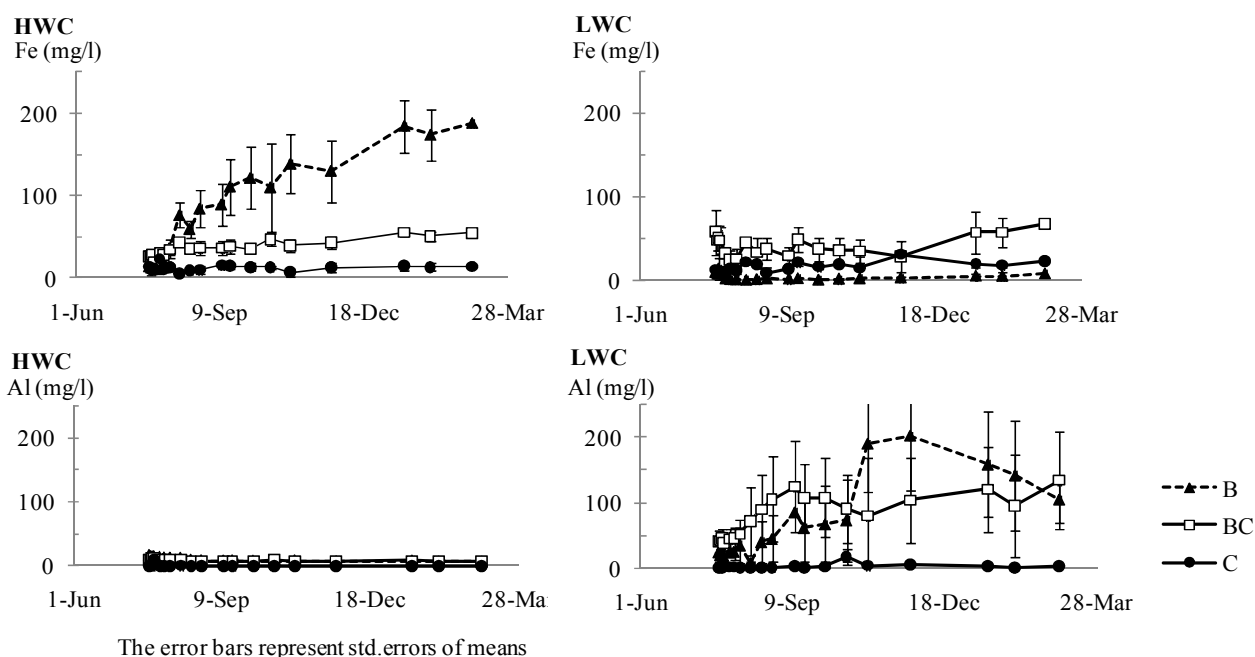 HWC
Fe (mg/l)
200
100
0
1-Jun 9-Sep 18-Dec 28-Mar
LWC
Fe (mg/l)
200
100
0
1-Jun 9-Sep 18-Dec 28-Mar
HWC
Al (mg/l)
200
100
0
1-Jun 9-Sep 18-Dec 28-Mar
LWC
Al (mg/l)
200
100
0
1-Jun 9-Sep 18-Dec 28-Mar
B
BC
C
The error bars represent std.errors of means